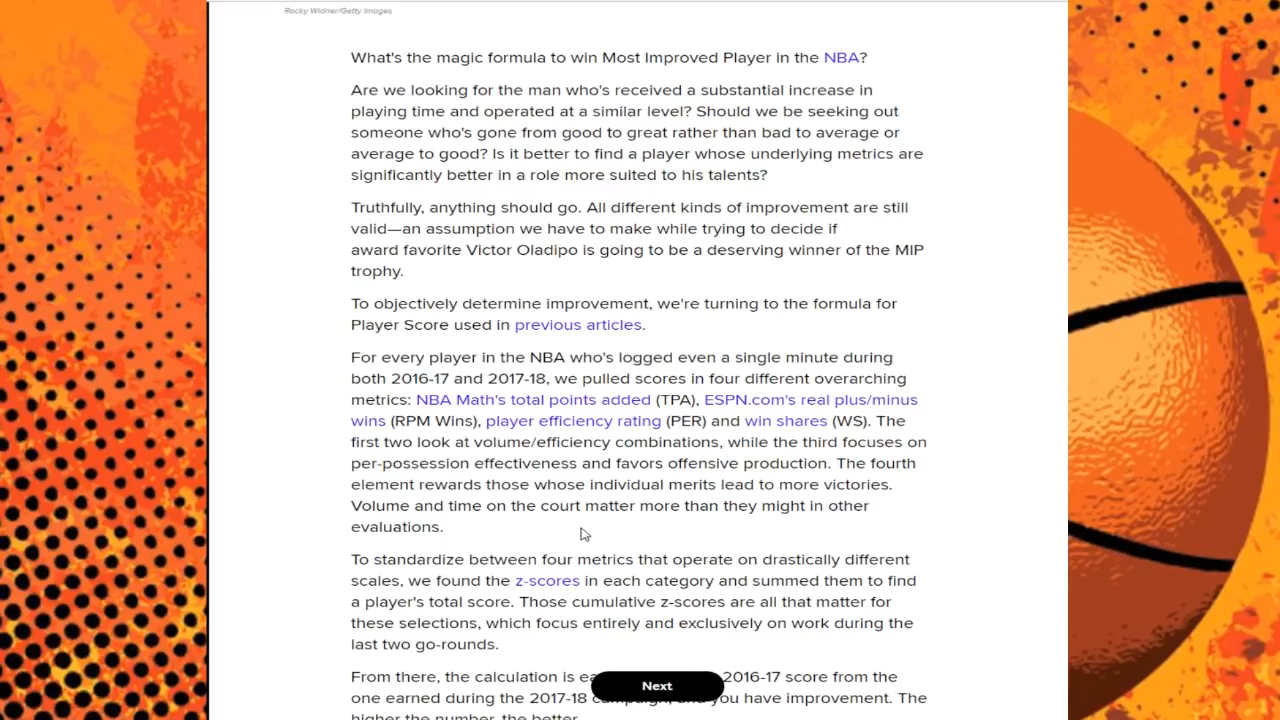 Rocky Widner/Getty Images
What's the magic formula to win Most Improved Player in the NBA?
Are we looking for the man who's received a substantial increase in
playing time and operated at a similar level? Should we be seeking out
someone who's gone from good to great rather than bad to average or
average to good? Is it better to find a player whose underlying metrics are
significantly better in a role more suited to his talents?
Truthfully, anything should go. All different kinds of improvement are still
valid—an assumption we have to make while trying to decide if
award favorite Victor Oladipo is going to be a deserving winner of the MIP
trophy.
To objectively determine improvement, we're turning to the formula for
Player Score used in previous articles.
For every player in the NBA who's logged even a single minute during
both 2016-17 and 2017-18, we pulled scores in four different overarching
metrics: NBA Math's total points added (TPA), ESPN.com's real plus/minus
wins (RPM Wins), player efficiency rating (PER) and win shares (WS). The
first two look at volume/efficiency combinations, while the third focuses on
per-possession effectiveness and favors offensive production. The fourth
element rewards those whose individual merits lead to more victories.
Volume and time on the court matter more than they might in other
evaluations.
To standardize between four metrics that operate on drastically different
scales, we found the z-scores in each category and summed them to find
a player's total score. Those cumulative z-scores are all that matter for
these selections, which focus entirely and exclusively on work during the
last two go-rounds.
From there, the calculation is 2016-17 score from the
Next
one earned during the 2017-18 you have improvement. The
higher the number, the better.